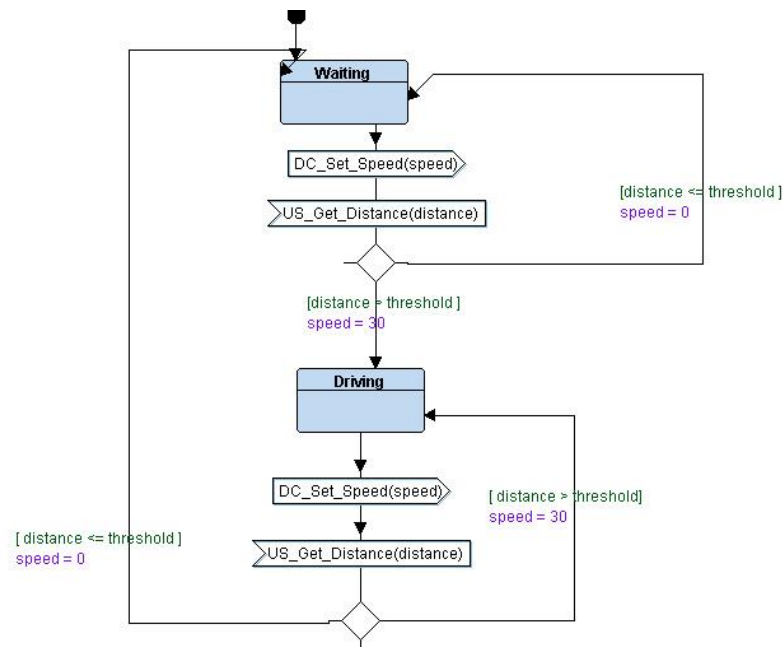 Waiting
DC_Set_Speed(speed)
[distance <= threshold ]
speed = 0
US_Get_Distance(distance)
[distance > threshold ]
speed = 30
Driving
DC_Set_Speed(speed)
[ distance > threshold]
speed = 30
[ distance <= threshold ]
speed = 0
US_Get_Distance(distance)